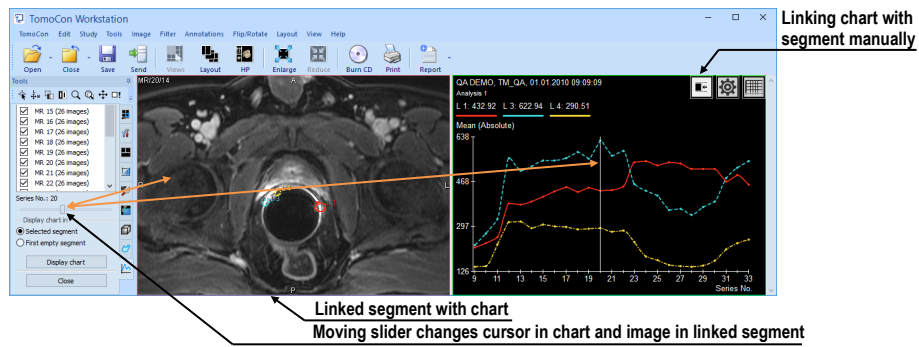 TomoCon Workstation
Linking chart with
segment manually
TomoCon Edit Study Tools Image Filter Annotations Flip/Rotate Layout View Help
Open Close Save Send Views Layout HP Enlarge Reduce Burn CD Print Report
Tools
MR/20/14
A
QA DEMO, TM_QA, 01.01.2010 09:09:09
Analysis 1
L 1: 432.92 L 3: 622.94 L 4: 290.51
Mean (Absolute)
MR 15 (26 images)
MR 16 (26 images)
MR 17 (26 images)
MR 18 (26 images)
MR 19 (26 images)
MR 20 (26 images)
MR 21 (26 images)
MR 22 (26 images)
Series No.: 20
Display chart in
Selected segment
First empty segment
Display chart
Close
L
P
638
468
297
126
9 11 13 15 17 19 21 23 25 27 29 31 33
Series No.
Linked segment with chart
Moving slider changes cursor in chart and image in linked segment